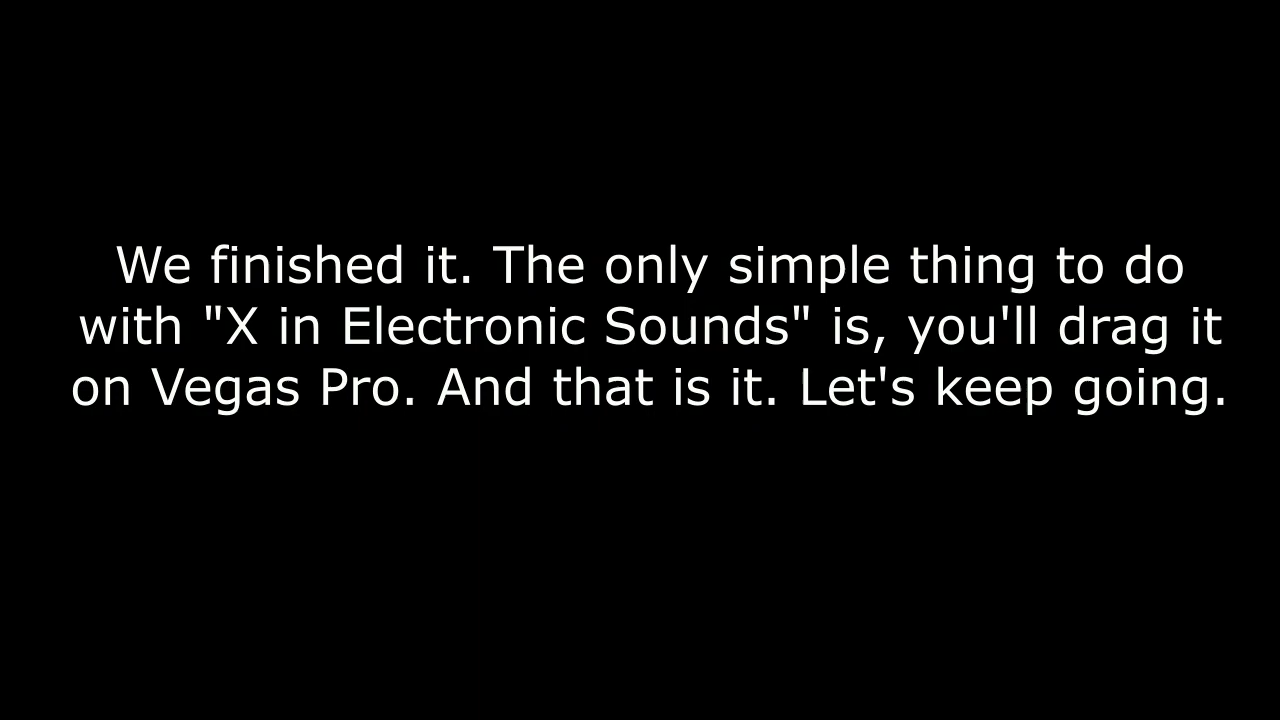 We finished it. The only simple thing to do
with "X in Electronic Sounds" is, you'll drag it
on Vegas Pro. And that is it. Let's keep going.